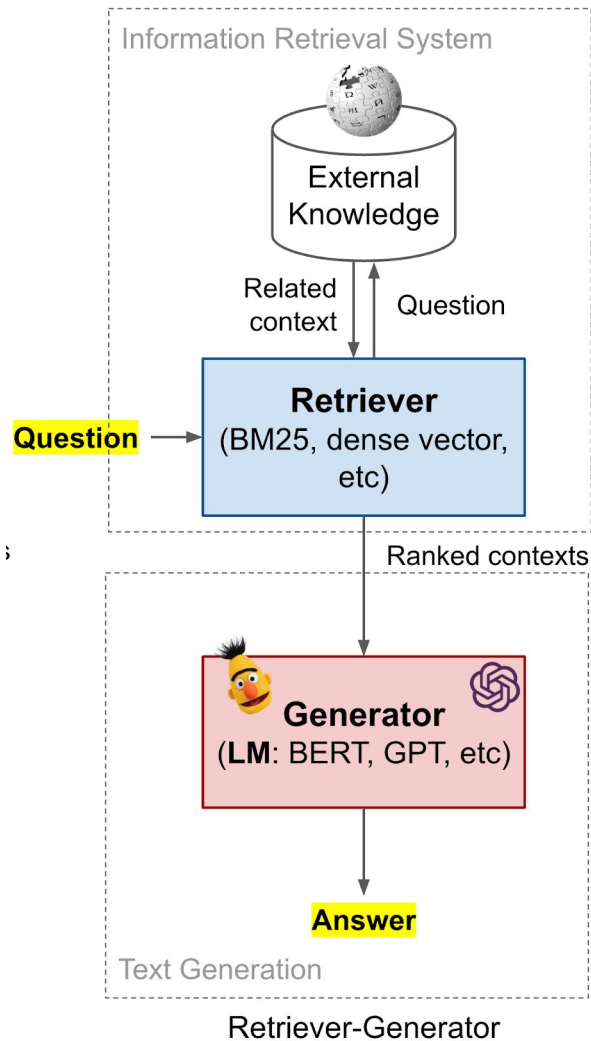 Information Retrieval System
External
Knowledge
Related
context
Question
Retriever
(BM25, dense vector,
etc)
Question
s
Ranked contexts
Generator
(LM: BERT, GPT, etc)
Answer
Text Generation
Retriever-Generator